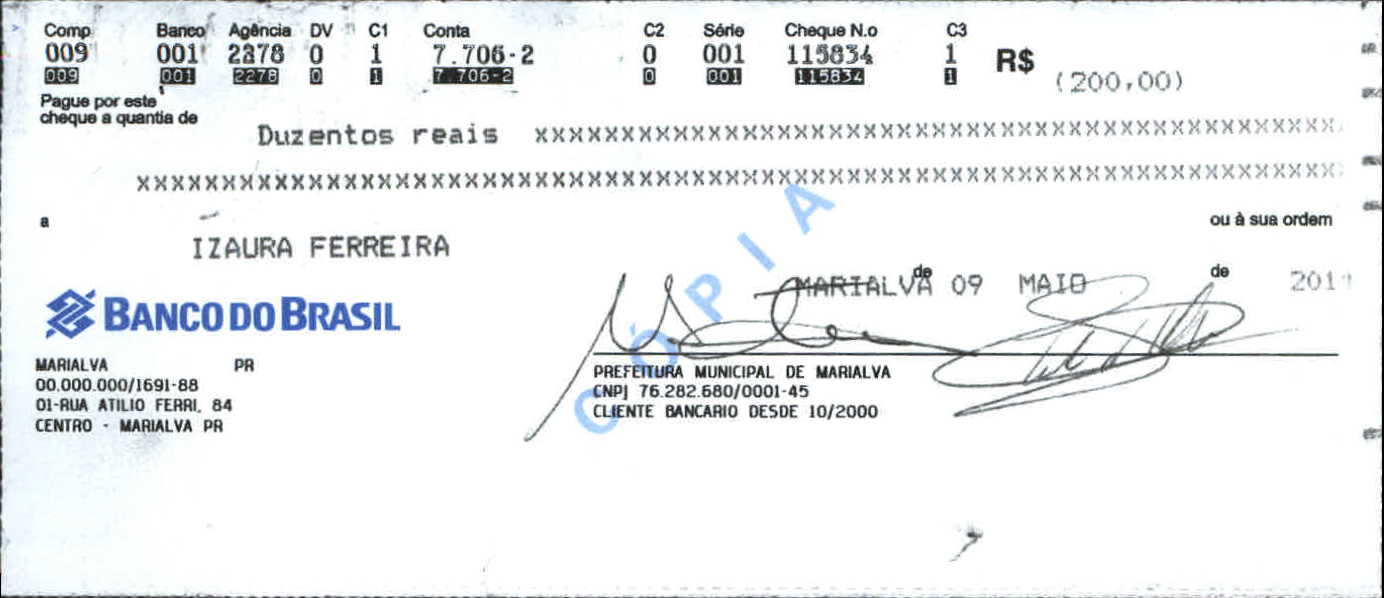 Comp Banco Agência DV C1 Conta C2 Série Cheque N.o C3
009 001 2278 0 1 7.706-2 0 001 115834 1 R$
009 001 2278 0 1 7.706-2 0 001 115834 1 (200,00)
Pague por este
cheque a quantia de
Duzentos reais xxxxxxxxxxxxxxxxxxxxxxxxxxxxxxxxxxxxxxxxxxxxxxxxxxxxxxxxx
xxxxxxxxxxxxxxxxxxxxxxxxxxxxxxxxxxxxxxxxxxxxxxxxxxxxxxxxxxxxxxxxxxxxxxxxxxxxxxxxxxxxx
a ou à sua ordem
IZAURA FERREIRA
MARIALVA de 09 MAIO de
BANCO DO BRASIL
MARIALVA PR
00.000.000/1691-88
01-RUA ATILIO FERRI, 84
CENTRO - MARIALVA PR
PREFEITURA MUNICIPAL DE MARIALVA
CNPJ 76.282.680/0001-45
CLIENTE BANCARIO DESDE 10/2000
CÓPIA